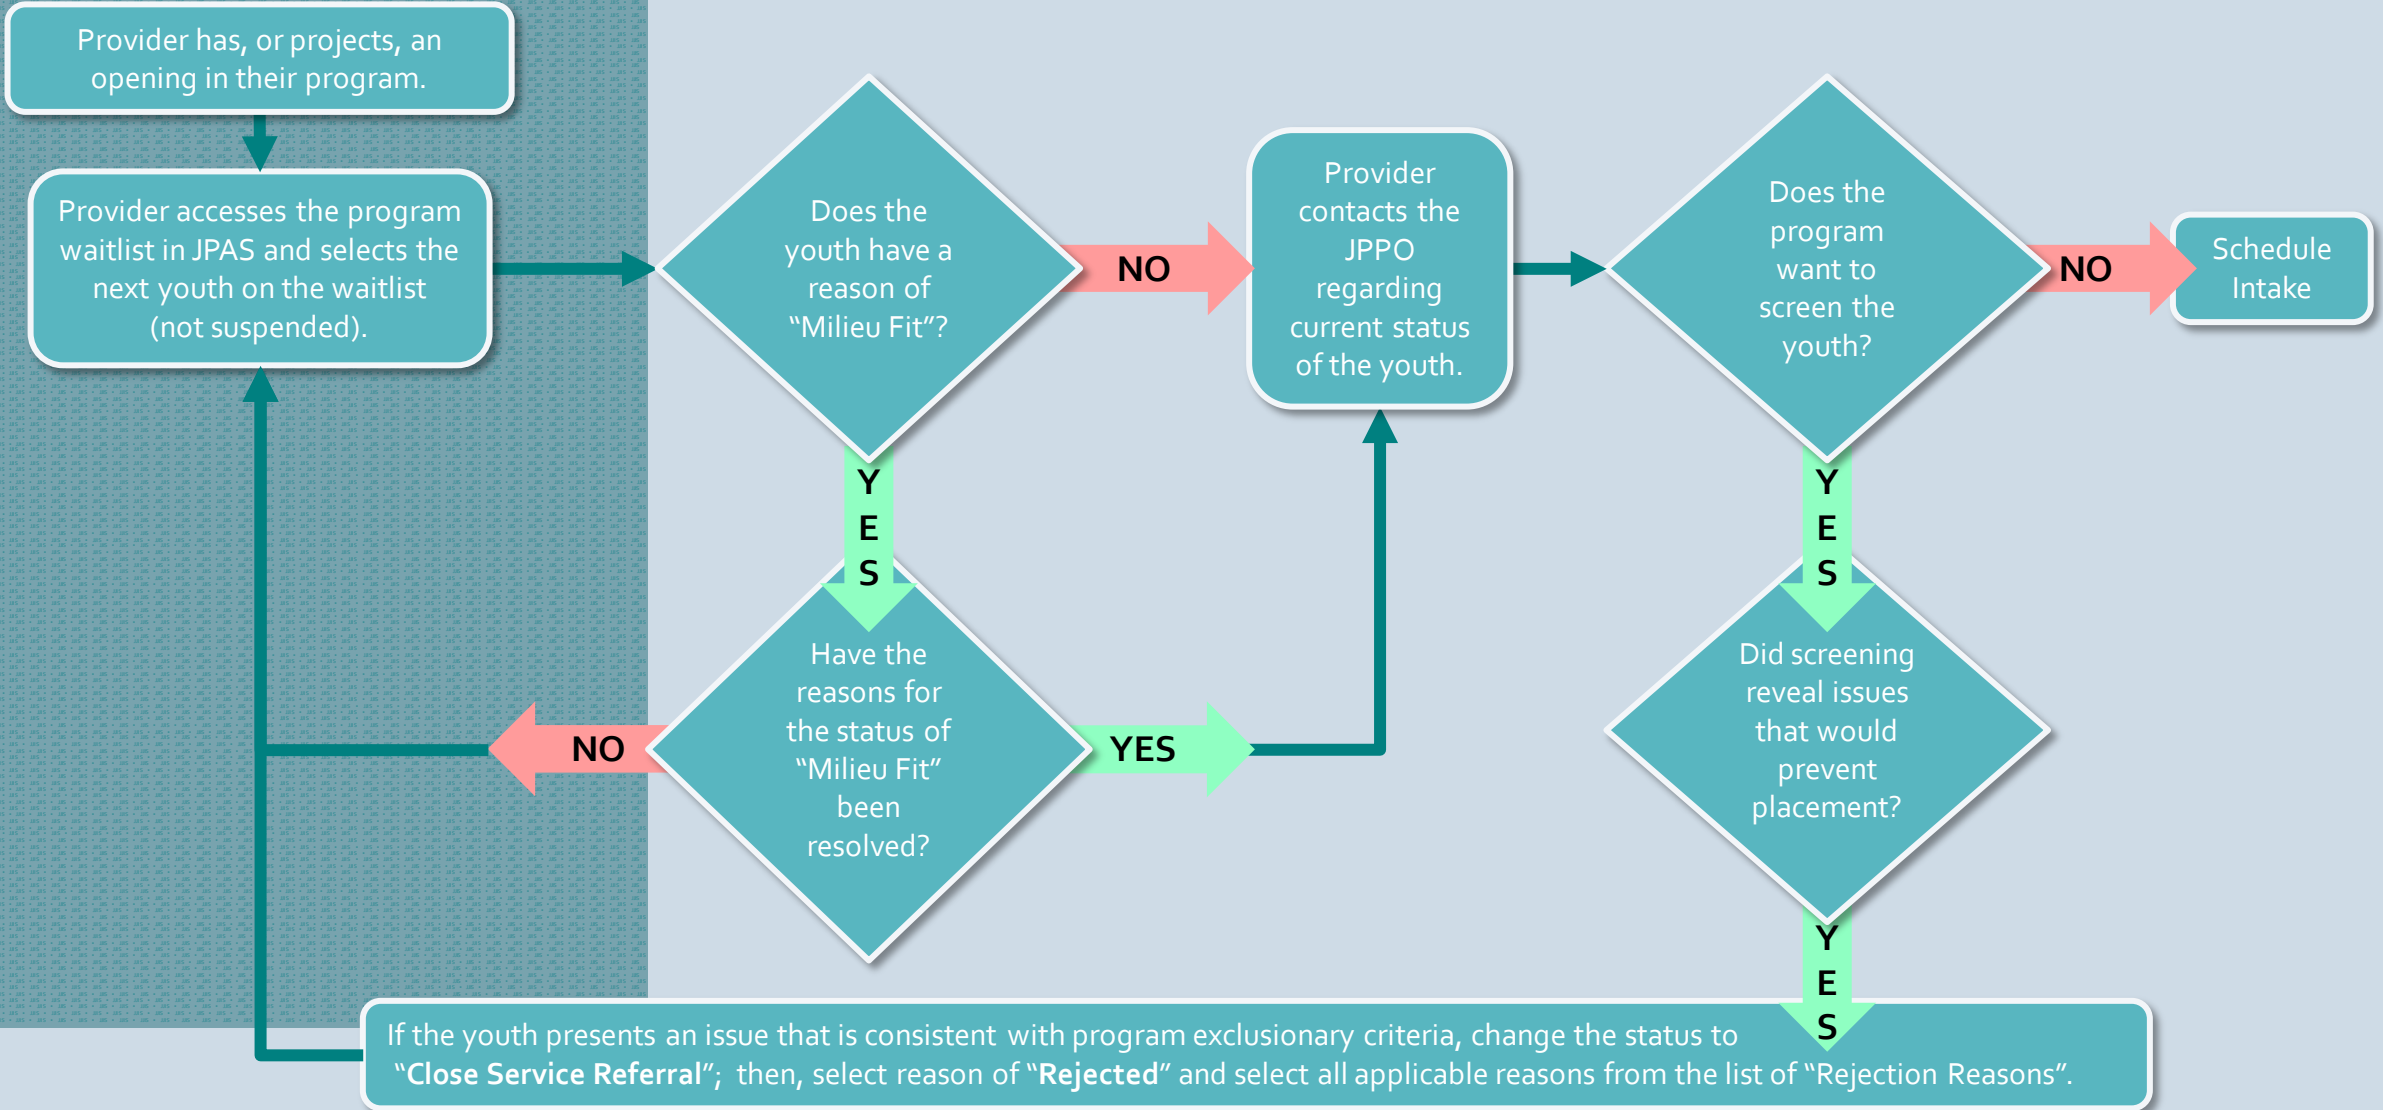 Provider has, or projects, an
opening in their program.
Provider accesses the program
waitlist in JPAS and selects the
next youth on the waitlist
(not suspended).
Does the
youth have a
reason of
“Milieu Fit”?
NO
Provider
contacts the
JPPO
regarding
current status
of the youth.
Does the
program
want to
screen the
youth?
NO
Schedule
Intake
Y
E
S
Y
E
S
Have the
reasons for
the status of
“Milieu Fit”
been
resolved?
NO
YES
Did screening
reveal issues
that would
prevent
placement?
Y
E
S
If the youth presents an issue that is consistent with program exclusionary criteria, change the status to
“Close Service Referral”; then, select reason of “Rejected” and select all applicable reasons from the list of “Rejection Reasons”.